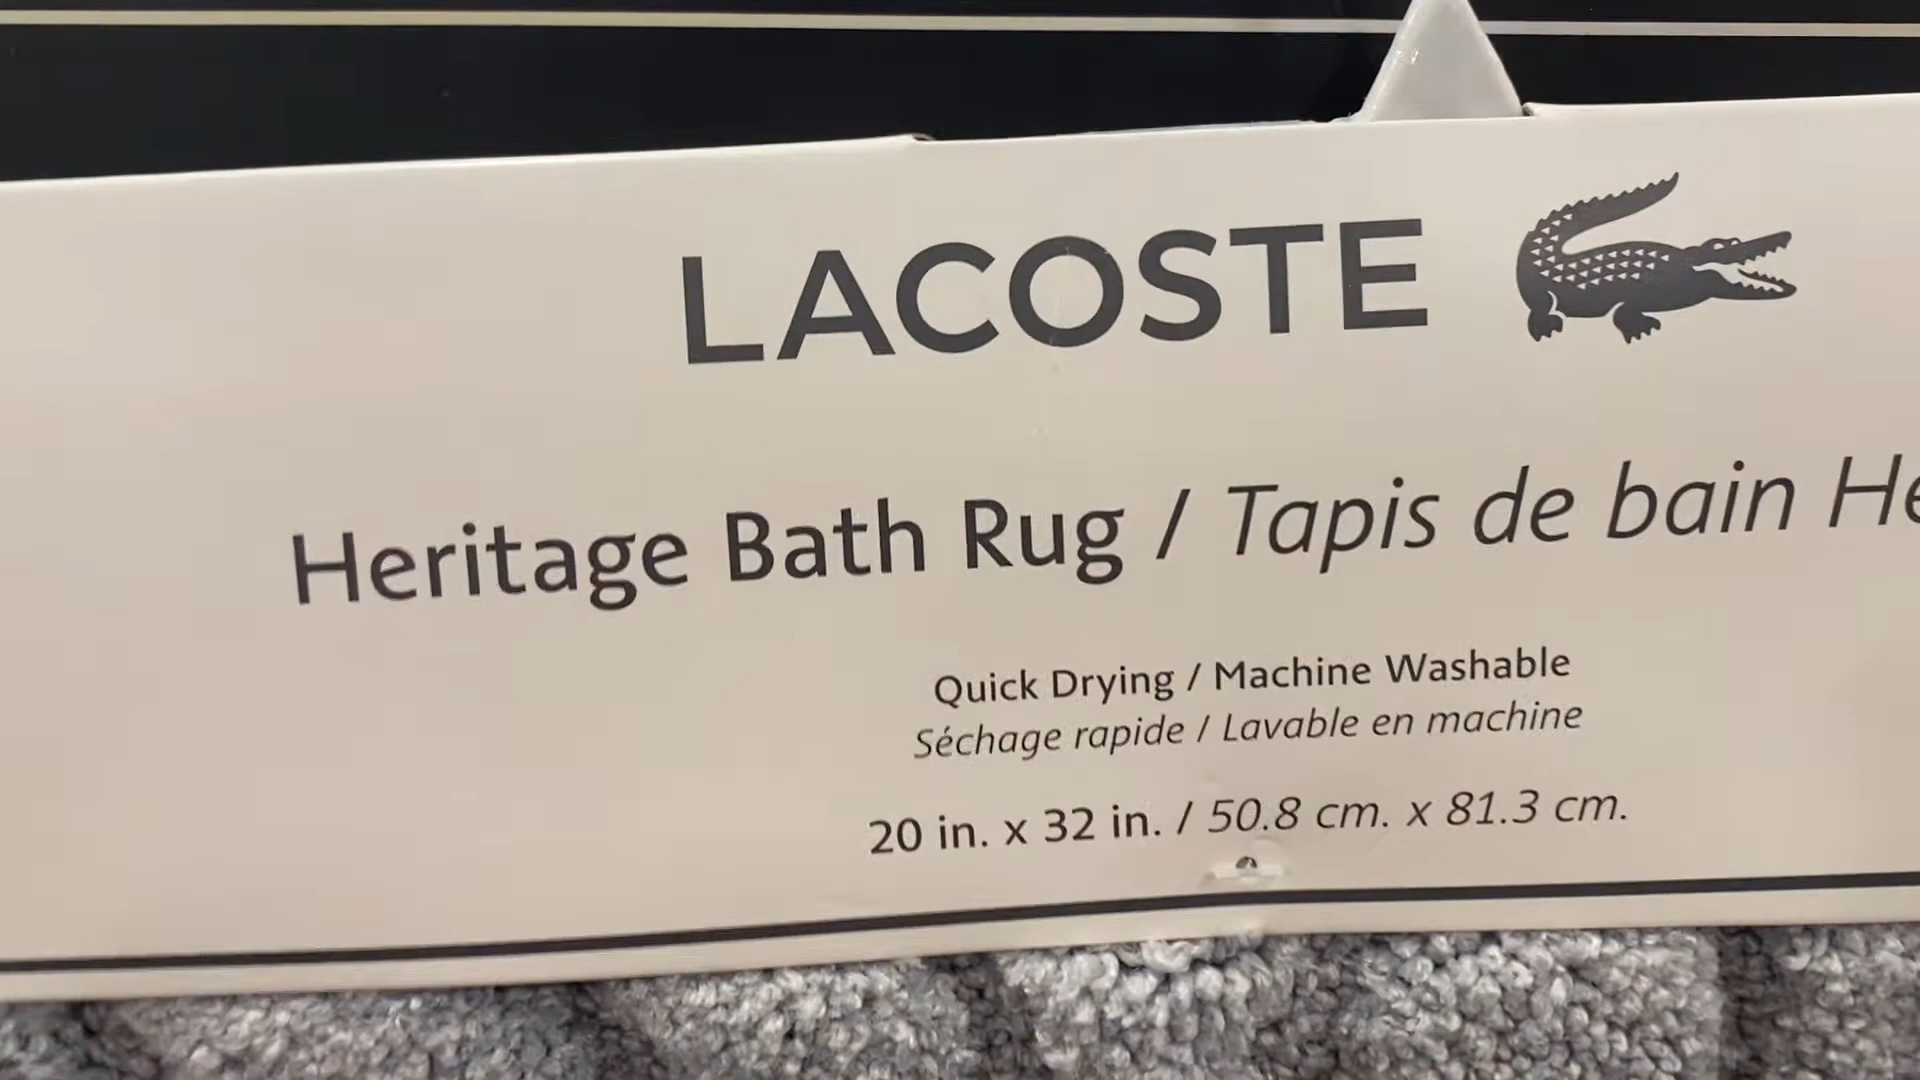 LACOSTE
Heritage Bath Rug / Tapis de bain
Quick Drying / Machine Washable
Séchage rapide / Lavable en machine
20 in. x 32 in. / 50.8 cm. x 81.3 cm.